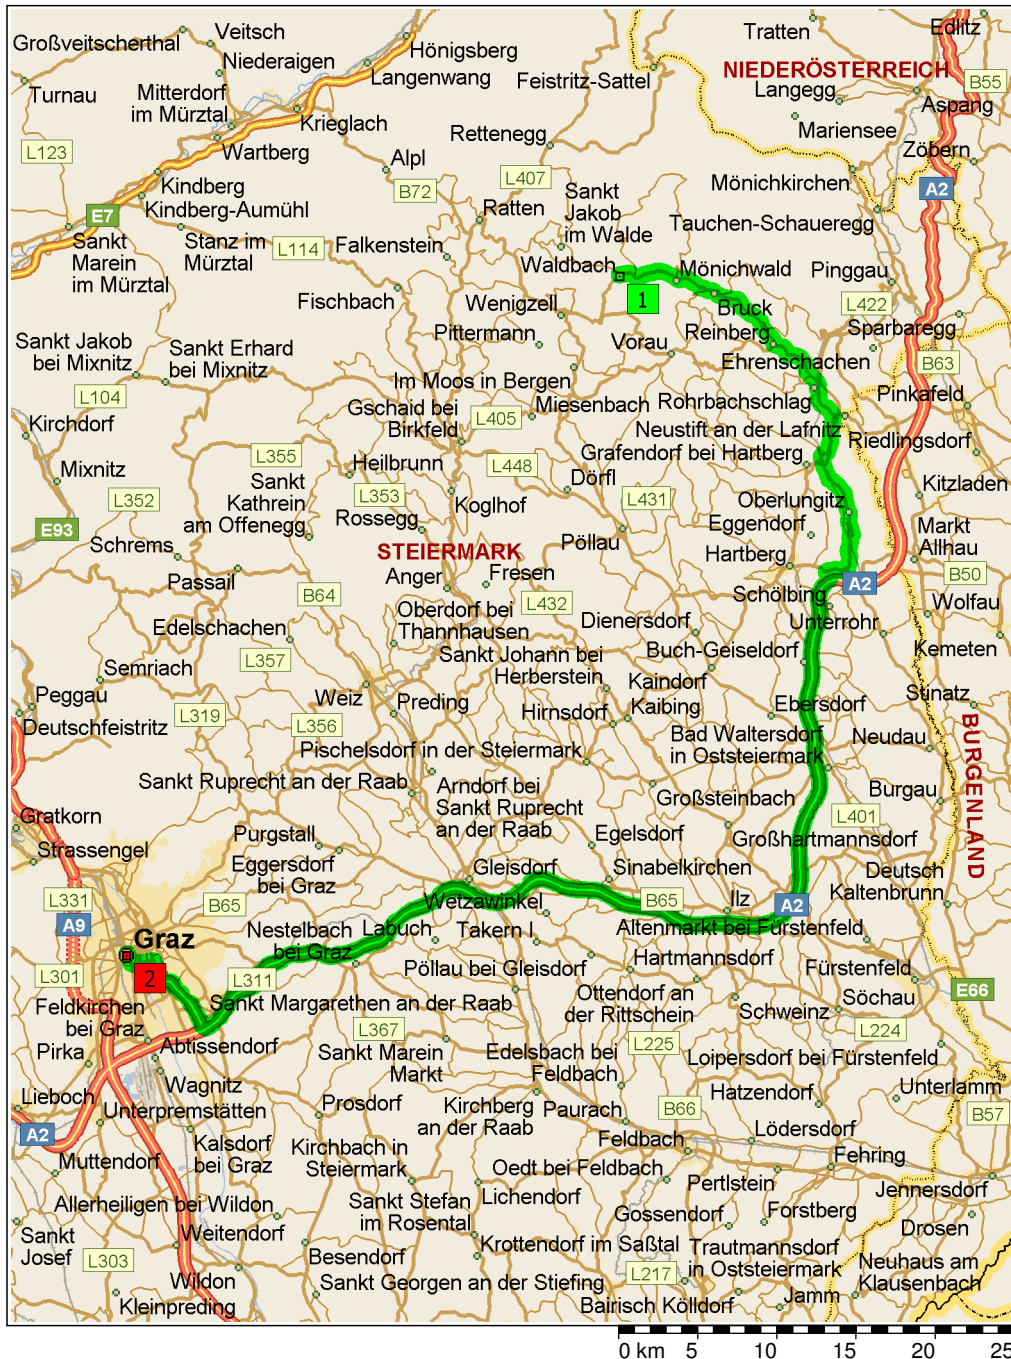 Tratten
Edlitz
Großveitscherthal
Veitsch
Hönigsberg
Niederaigen
Langenwang
Feistritz-Sattel
NIEDERÖSTERREICH
B55
Turnau
Mitterdorf
im Mürztal
Langegg
Aspang
Krieglach
Rettenegg
Mariensee
L123
Wartberg
Alpl
Zöbern
Kindberg
B72
L407
Mönichkirchen
A2
Kindberg-Aumühl
Ratten
Sankt
Jakob
im Walde
E7
Tauchen-Schaueregg
Sankt
Marein
im Mürztal
Stanz im
Mürztal
L114
Falkenstein
Waldbach
Mönichwald
Pinggau
Fischbach
Wenigzell
1
Bruck
L422
Pittermann
Vorau
Reinberg
Sparbaregg
Sankt Jakob
bei Mixnitz
Sankt Erhard
bei Mixnitz
Ehrenschachen
B63
L104
Im Moos in Bergen
Pinkafeld
Kirchdorf
Gschaid bei
Birkfeld
L405
Miesenbach
Rohrbachschlag
Neustift an der Lafnitz
Riedlingsdorf
L355
Heilbrunn
L448
Grafendorf bei Hartberg
Mixnitz
Sankt
Kathrein
am Offenegg
L353
Koglhof
Dörfl
L431
Oberlungitz
Kitzladen
L352
E93
Rossegg
Eggendorf
Markt
Allhau
Schrems
STEIERMARK
Pöllau
Hartberg
Passail
Anger
Fresen
B50
B64
Schölbing
A2
Oberdorf bei
Thannhausen
L432
Dienersdorf
Unterrohr
Wolfau
Edelschachen
L357
Sankt Johann bei
Herberstein
Buch-Geiseldorf
Kemeten
Semriach
Kaindorf
Peggau
Weiz
Preding
Kaibing
Ebersdorf
Stinatz
Deutschfeistritz
L319
L356
Hirnsdorf
Bad Waltersdorf
in Oststeiermark
Neudau
BURGENLAND
Pischelsdorf in der Steiermark
Sankt Ruprecht an der Raab
Arndorf bei
Sankt Ruprecht
an der Raab
Großsteinbach
Burgau
Gratkorn
L401
Purgstall
Egelsdorf
Großhartmannsdorf
Strassengel
Eggersdorf
bei Graz
Gleisdorf
Sinabelkirchen
Deutsch
Kaltenbrunn
L331
B65
Wetzawinkel
B65
Ilz
A2
A9
Graz
Nestelbach
bei Graz
Labuch
Takern I
Altenmarkt bei Fürstenfeld
L301
2
L311
Pöllau bei Gleisdorf
Hartmannsdorf
Fürstenfeld
E66
Feldkirchen
bei Graz
Sankt Margarethen an der Raab
Ottendorf an
der Rittschein
Söchau
Schweinz
Pirka
Abtissendorf
L367
Sankt Marein
Markt
Edelsbach bei
Feldbach
L225
L224
Loipersdorf bei Fürstenfeld
Wagnitz
Hatzendorf
Unterlamm
Lieboch
Unterpremstätten
Prosdorf
Kirchberg
an der Raab
Paurach
B66
B57
A2
Kalsdorf
bei Graz
Kirchbach in
Steiermark
Feldbach
Lödersdorf
Muttendorf
Oedt bei Feldbach
Fehring
Allerheiligen bei Wildon
Sankt Stefan
im Rosental
Lichendorf
Pertlstein
Jennersdorf
Gossendorf
Forstberg
Sankt
Josef
Weitendorf
Drosen
Besendorf
Krottendorf im Saßtal
Trautmannsdorf
in Oststeiermark
Neuhaus am
Klausenbach
L303
Wildon
L217
Sankt Georgen an der Stiefing
Kleinpreding
Bairisch Kölldorf
Jamm
0 km 5 10 15 20 25